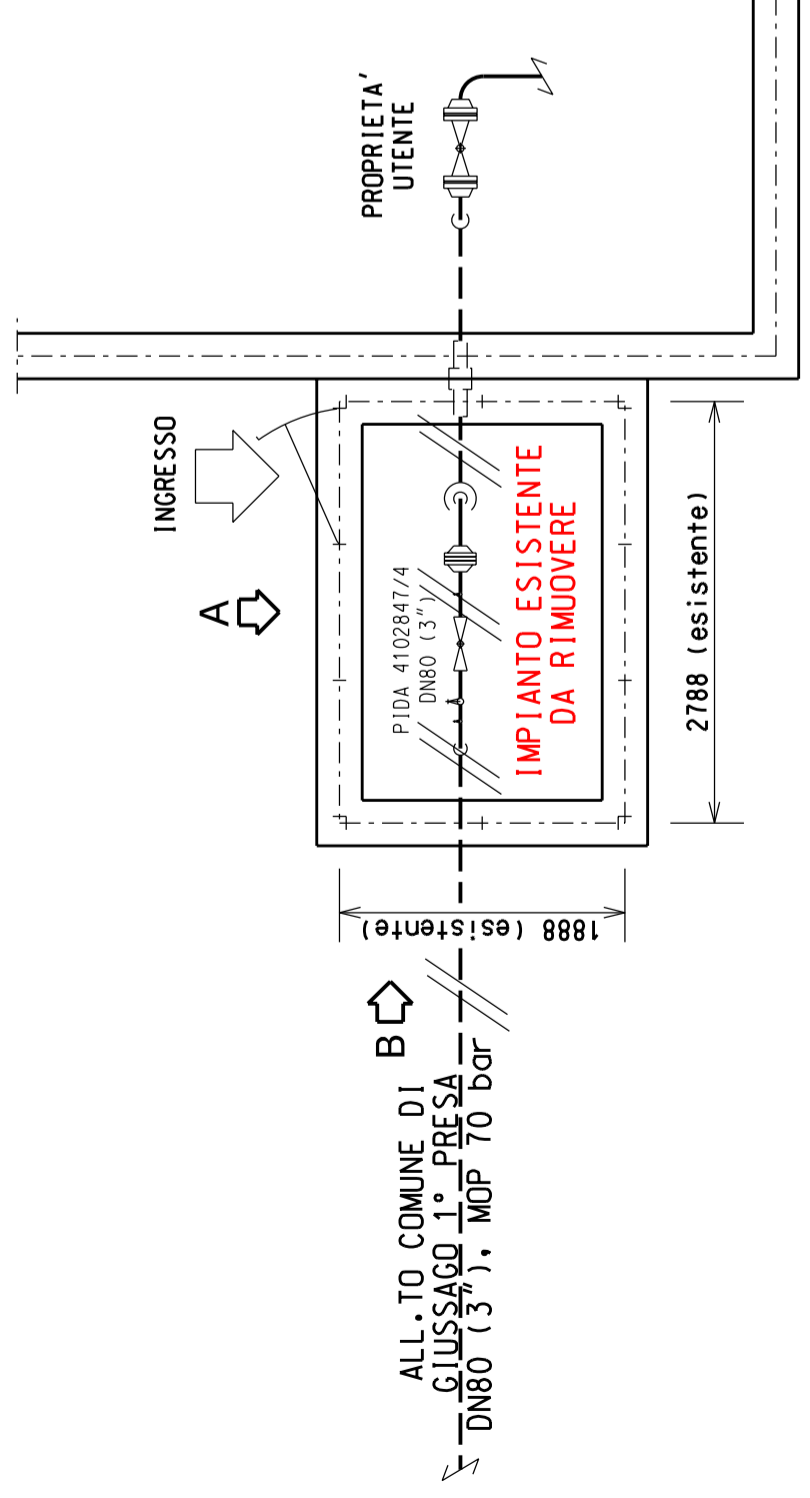 PROPRIETA'
UTENTE
INGRESSO
A
PIDA 4102847/4
DN80 (3")
IMPIANTO ESISTENTE
DA RIMUOVERE
2788 (esistente)
1888 (esistente)
B
ALL.TO COMUNE DI
GIUSSAGO 1° PRESA
DN80 (3"), MOP 70 bar